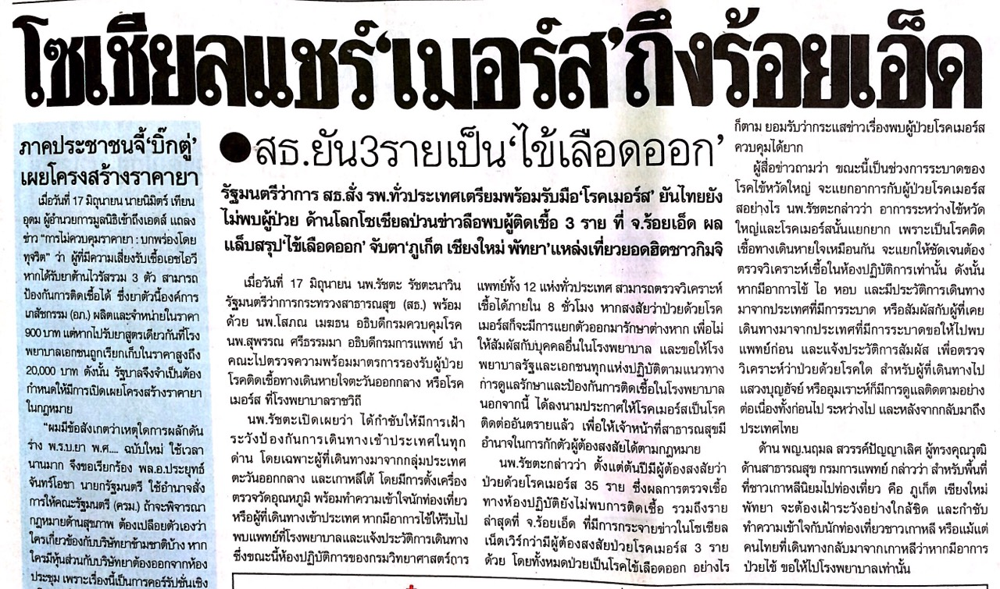 โซเชียลแชร์‘เมอร์ส’ถึงร้อยเอ็ด
ภาคประชาชนจี้‘บิ๊กตู่’
เผยโครงสร้างราคายา
เมื่อวันที่ 17 มิถุนายน นายนิมิตร์ เทียน
อุดม ผู้อำนวยการมูลนิธิเข้าถึงเอดส์ แถลง
ข่าว “การไม่ควบคุมราคายา : บกพร่องโดย
ทุจริต” ว่า ผู้ที่มีความเสี่ยงรับเชื้อเอชไอวี
หากได้รับยาต้านไวรัสรวม 3 ตัว สามารถ
ป้องกันการติดเชื้อได้ ซึ่งยาตัวนี้องค์การ
เภสัชกรรม (อภ.) ผลิตและจำหน่ายในราคา
900 บาท แต่หากไปรับยาสูตรเดียวกันที่โรง
พยาบาลเอกชนถูกเรียกเก็บในราคาสูงถึง
20,000 บาท ดังนั้น รัฐบาลจึงจำเป็นต้อง
กำหนดให้มีการเปิดเผยโครงสร้างราคายา
ในกฎหมาย
“ผมมีข้อสังเกตว่าเหตุใดการผลักดัน
ร่าง พ.ร.บ.ยา พ.ศ.... ฉบับใหม่ ใช้เวลา
นานมาก จึงขอเรียกร้อง พล.อ.ประยุทธ์
จันทร์โอชา นายกรัฐมนตรี ใช้อำนาจสั่ง
การให้คณะรัฐมนตรี (ครม.) ถ้าจะพิจารณา
กฎหมายด้านสุขภาพ ต้องเปลือยตัวเองว่า
ใครเกี่ยวข้องกับบริษัทยาข้ามชาติบ้าง หาก
ใครมีหุ้นส่วนกับบริษัทยาต้องออกจากห้อง
ประชุม เพราะเรื่องนี้เป็นการคอร์รัปชั่นเชิง
●สธ.ยัน3รายเป็น‘ไข้เลือดออก’
รัฐมนตรีว่าการ สธ.สั่ง รพ.ทั่วประเทศเตรียมพร้อมรับมือ‘โรคเมอร์ส’ ยันไทยยัง
ไม่พบผู้ป่วย ด้านโลกโซเชียลป่วนข่าวลือพบผู้ติดเชื้อ 3 ราย ที่ จ.ร้อยเอ็ด ผล
แล็บสรุป‘ไข้เลือดออก’ จับตา‘ภูเก็ต เชียงใหม่ พัทยา’แหล่งเที่ยวยอดฮิตชาวกิมจิ
เมื่อวันที่ 17 มิถุนายน นพ.รัชตะ รัชตะนาวิน
รัฐมนตรีว่าการกระทรวงสาธารณสุข (สธ.) พร้อม
ด้วย นพ.โสภณ เมฆธน อธิบดีกรมควบคุมโรค
นพ.สุพรรณ ศรีธรรมมา อธิบดีกรมการแพทย์ นำ
คณะไปตรวจความพร้อมมาตรการรองรับผู้ป่วย
โรคติดเชื้อทางเดินหายใจตะวันออกกลาง หรือโรค
เมอร์ส ที่โรงพยาบาลราชวิถี
นพ.รัชตะเปิดเผยว่า ได้กำชับให้มีการเฝ้า
ระวังป้องกันการเดินทางเข้าประเทศในทุก
ด่าน โดยเฉพาะผู้ที่เดินทางมาจากกลุ่มประเทศ
ตะวันออกกลาง และเกาหลีใต้ โดยมีการตั้งเครื่อง
ตรวจวัดอุณหภูมิ พร้อมทำความเข้าใจนักท่องเที่ยว
หรือผู้ที่เดินทางเข้าประเทศ หากมีอาการไข้ให้รีบไป
พบแพทย์ที่โรงพยาบาลและแจ้งประวัติการเดินทาง
ซึ่งขณะนี้ห้องปฏิบัติการของกรมวิทยาศาสตร์การ
แพทย์ทั้ง 12 แห่งทั่วประเทศ สามารถตรวจวิเคราะห์
เชื้อได้ภายใน 8 ชั่วโมง หากสงสัยว่าป่วยด้วยโรค
เมอร์สก็จะมีการแยกตัวออกมารักษาต่างหาก เพื่อไม่
ให้สัมผัสกับบุคคลอื่นในโรงพยาบาล และขอให้โรง
พยาบาลรัฐและเอกชนทุกแห่งปฏิบัติตามแนวทาง
การดูแลรักษาและป้องกันการติดเชื้อในโรงพยาบาล
นอกจากนี้ ได้ลงนามประกาศให้โรคเมอร์สเป็นโรค
ติดต่ออันตรายแล้ว เพื่อให้เจ้าหน้าที่สาธารณสุขมี
อำนาจในการกักตัวผู้ต้องสงสัยได้ตามกฎหมาย
นพ.รัชตะกล่าวว่า ตั้งแต่ต้นปีมีผู้ต้องสงสัยว่า
ป่วยด้วยโรคเมอร์ส 35 ราย ซึ่งผลการตรวจเชื้อ
ทางห้องปฏิบัติยังไม่พบการติดเชื้อ รวมถึงราย
ล่าสุดที่ จ.ร้อยเอ็ด ที่มีการกระจายข่าวในโซเชียล
เน็ตเวิร์กว่ามีผู้ต้องสงสัยป่วยโรคเมอร์ส 3 ราย
ด้วย โดยทั้งหมดป่วยเป็นโรคไข้เลือดออก อย่างไร
ก็ตาม ยอมรับว่ากระแสข่าวเรื่องพบผู้ป่วยโรคเมอร์ส
ควบคุมได้ยาก
ผู้สื่อข่าวถามว่า ขณะนี้เป็นช่วงการระบาดของ
โรคไข้หวัดใหญ่ จะแยกอาการกับผู้ป่วยโรคเมอร์
สอย่างไร นพ.รัชตะกล่าวว่า อาการระหว่างไข้หวัด
ใหญ่และโรคเมอร์สนั้นแยกยาก เพราะเป็นโรคติด
เชื้อทางเดินหายใจเหมือนกัน จะแยกให้ชัดเจนต้อง
ตรวจวิเคราะห์เชื้อในห้องปฏิบัติการเท่านั้น ดังนั้น
หากมีอาการไข้ ไอ หอบ และมีประวัติการเดินทาง
มาจากประเทศที่มีการระบาด หรือสัมผัสกับผู้ที่เคย
เดินทางมาจากประเทศที่มีการระบาดขอให้ไปพบ
แพทย์ก่อน และแจ้งประวัติการสัมผัส เพื่อตรวจ
วิเคราะห์ว่าป่วยด้วยโรคใด สำหรับผู้ที่เดินทางไป
แสวงบุญฮัจย์ หรืออุมเราะห์ก็มีการดูแลติดตามอย่าง
ต่อเนื่องทั้งก่อนไป ระหว่างไป และหลังจากกลับมาถึง
ประเทศไทย
ด้าน พญ.นฤมล สวรรค์ปัญญาเลิศ ผู้ทรงคุณวุฒิ
ด้านสาธารณสุข กรมการแพทย์ กล่าวว่า สำหรับพื้นที่
ที่ชาวเกาหลีนิยมไปท่องเที่ยว คือ ภูเก็ต เชียงใหม่
พัทยา จะต้องเฝ้าระวังอย่างใกล้ชิด และกำชับ
ทำความเข้าใจกับนักท่องเที่ยวชาวเกาหลี หรือแม้แต่
คนไทยที่เดินทางกลับมาจากเกาหลีว่าหากมีอาการ
ป่วยไข้ ขอให้ไปโรงพยาบาลเท่านั้น